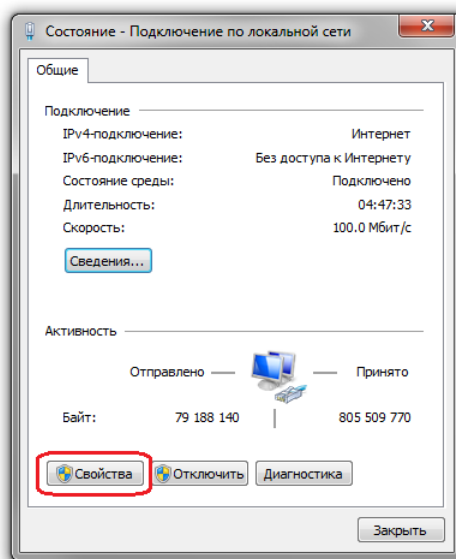 Состояние - Подключение по локальной сети
Общие
Подключение
IPv4-подключение: Интернет
IPv6-подключение: Без доступа к Интернету
Состояние среды: Подключено
Длительность: 04:47:33
Скорость: 100.0 Мбит/с
Сведения...
Активность
Отправлено Принято
Байт: 79 188 140 805 509 770
Свойства Отключить Диагностика
Закрыть